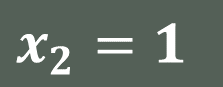 x₂ = 1